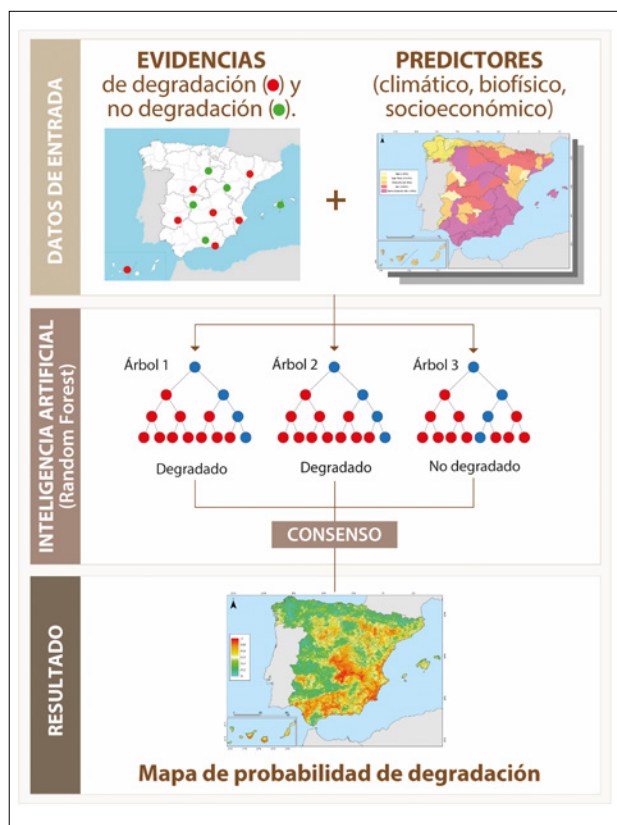 DATOS DE ENTRADA
EVIDENCIAS
de degradación (●) y
no degradación (●).
PREDICTORES
(climático, biofísico,
socioeconómico)
+
INTELIGENCIA ARTIFICIAL
(Random Forest)
Árbol 1
Árbol 2
Árbol 3
Degradado
Degradado
No degradado
CONSENSO
RESULTADO
Mapa de probabilidad de degradación